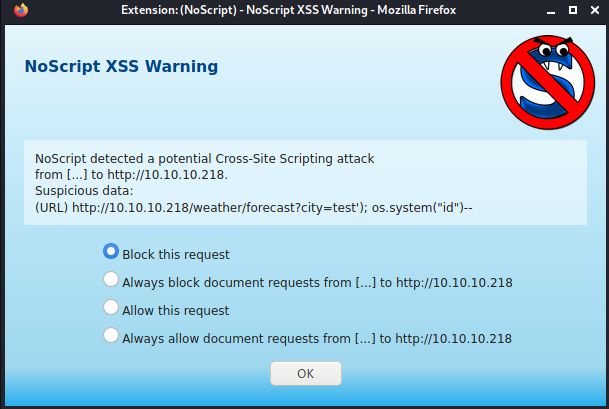 Extension: (NoScript) - NoScript XSS Warning - Mozilla Firefox
NoScript XSS Warning
NoScript detected a potential Cross-Site Scripting attack
from [...] to http://10.10.10.218.
Suspicious data:
(URL) http://10.10.10.218/weather/forecast?city=test'); os.system("id")--
Block this request
Always block document requests from [...] to http://10.10.10.218
Allow this request
Always allow document requests from [...] to http://10.10.10.218
OK